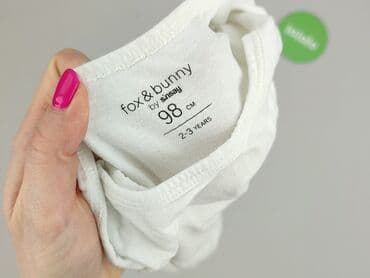 fox&bunny
by sinsay
98 CM
2-3 YEARS